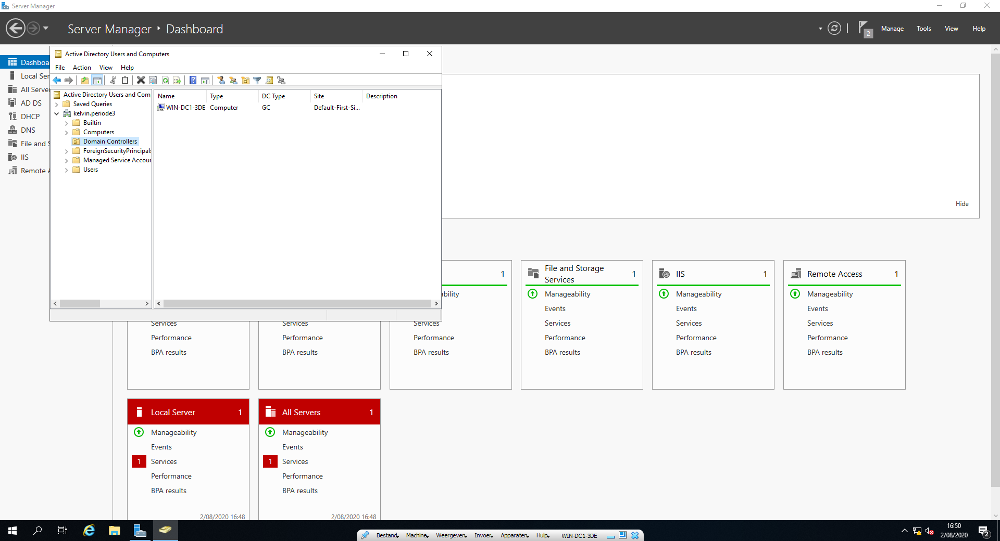 Server Manager
Server Manager ‣ Dashboard
2
Manage
Tools
View
Help
Dashboa
Local Ser
All Server
AD DS
DHCP
DNS
File and S
IIS
Remote A
Active Directory Users and Computers
File Action View Help
Active Directory Users and Com
Saved Queries
kelvin.periode3
Builtin
Computers
Domain Controllers
ForeignSecurityPrincipals
Managed Service Accour
Users
Name Type DC Type Site Description
WIN-DC1-3DE Computer GC Default-First-Si...
Hide
1
ability
Services
Performance
BPA results
Services
Performance
BPA results
Services
Performance
BPA results
File and Storage
Services
1
Manageability
Events
Services
Performance
BPA results
IIS 1
Manageability
Events
Services
Performance
BPA results
Remote Access 1
Manageability
Events
Services
Performance
BPA results
Local Server 1
Manageability
Events
1 Services
Performance
BPA results
2/08/2020 16:48
All Servers 1
Manageability
Events
1 Services
Performance
BPA results
2/08/2020 16:48
Bestand Machine Weergeven Invoer Apparaten Hulp WIN-DC1-3DE
16:50
2/08/2020
2